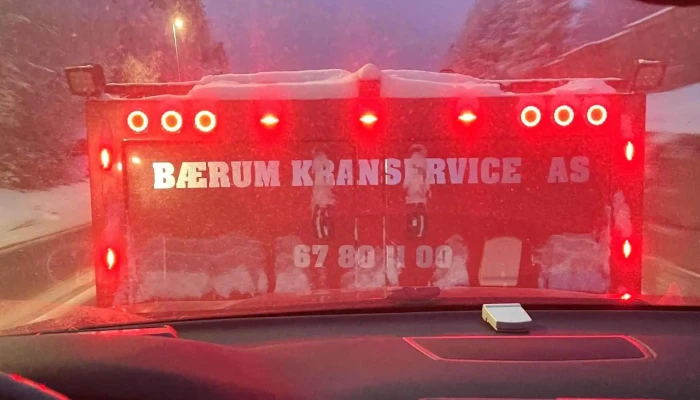 BÆRUM KRANSERVICE AS
67 80 00